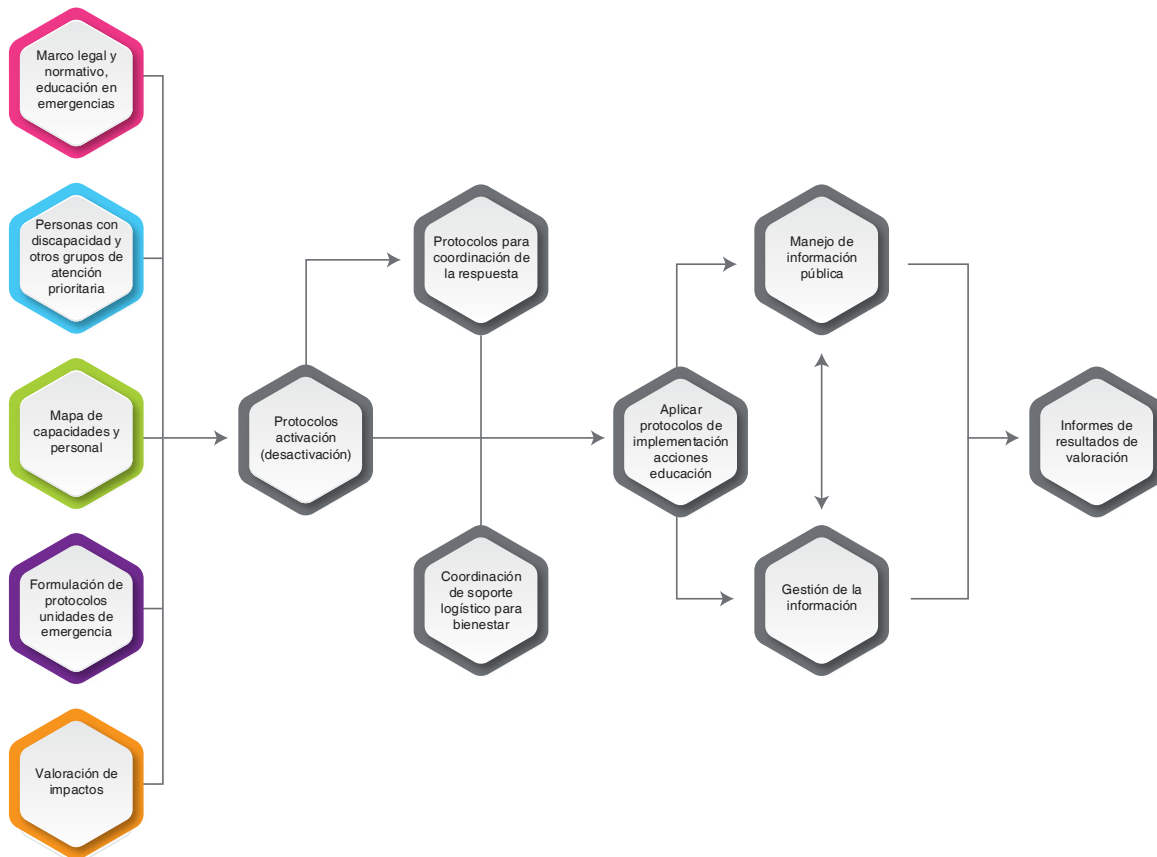 Marco legal y
normativo,
educación en
emergencias
Personas con
discapacidad y
otros grupos de
atención
prioritaria
Mapa de
capacidades y
personal
Formulación de
protocolos
unidades de
emergencia
Valoración de
impactos
Protocolos
activación
(desactivación)
Protocolos para
coordinación de
la respuesta
Coordinación
de soporte
logístico para
bienestar
Aplicar
protocolos de
implementación
acciones
educación
Manejo de
información
pública
Gestión de la
información
Informes de
resultados de
valoración